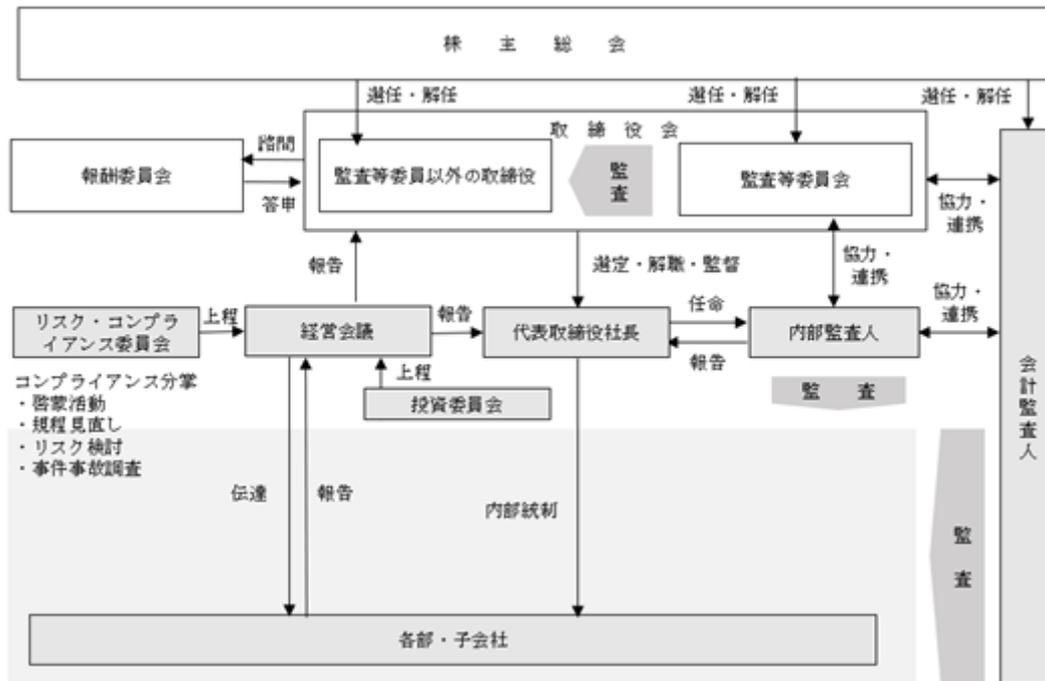 株 主 総 会
選任・解任
選任・解任
選任・解任
取 締 役 会
諮問
報酬委員会
答申
監査等委員以外の取締役
監
査
監査等委員会
協力・
連携
報告
選定・解職・監督
協力・
連携
協力・
連携
リスク・コンプラ
イアンス委員会
上程
経営会議
報告
代表取締役社長
任命
報告
内部監査人
上程
投資委員会
監 査
会計監査人
コンプライアンス分掌
・啓蒙活動
・規程見直し
・リスク検討
・事件事故調査
伝達
報告
内部統制
監
査
各部・子会社